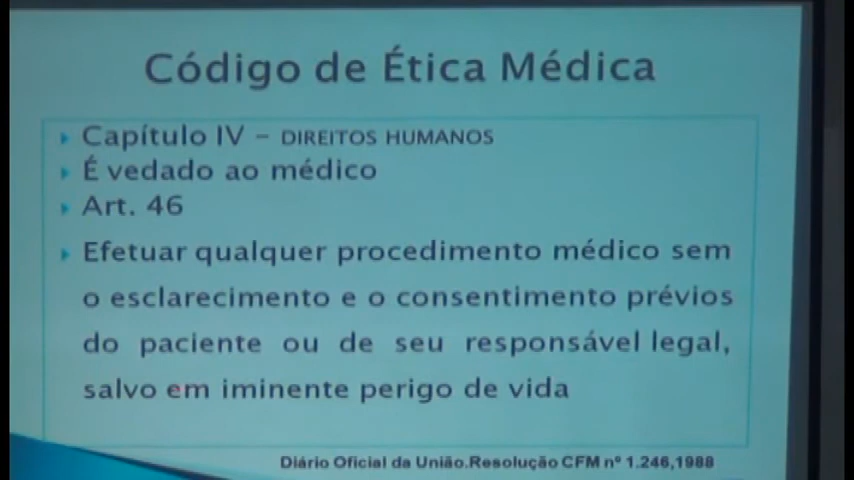 Código de Ética Médica
Capítulo IV – DIREITOS HUMANOS
É vedado ao médico
Art. 46
Efetuar qualquer procedimento médico sem
o esclarecimento e o consentimento prévios
do paciente ou de seu responsável legal,
salvo em iminente perigo de vida
Diário Oficial da União.Resolução CFM nº 1.246,1988